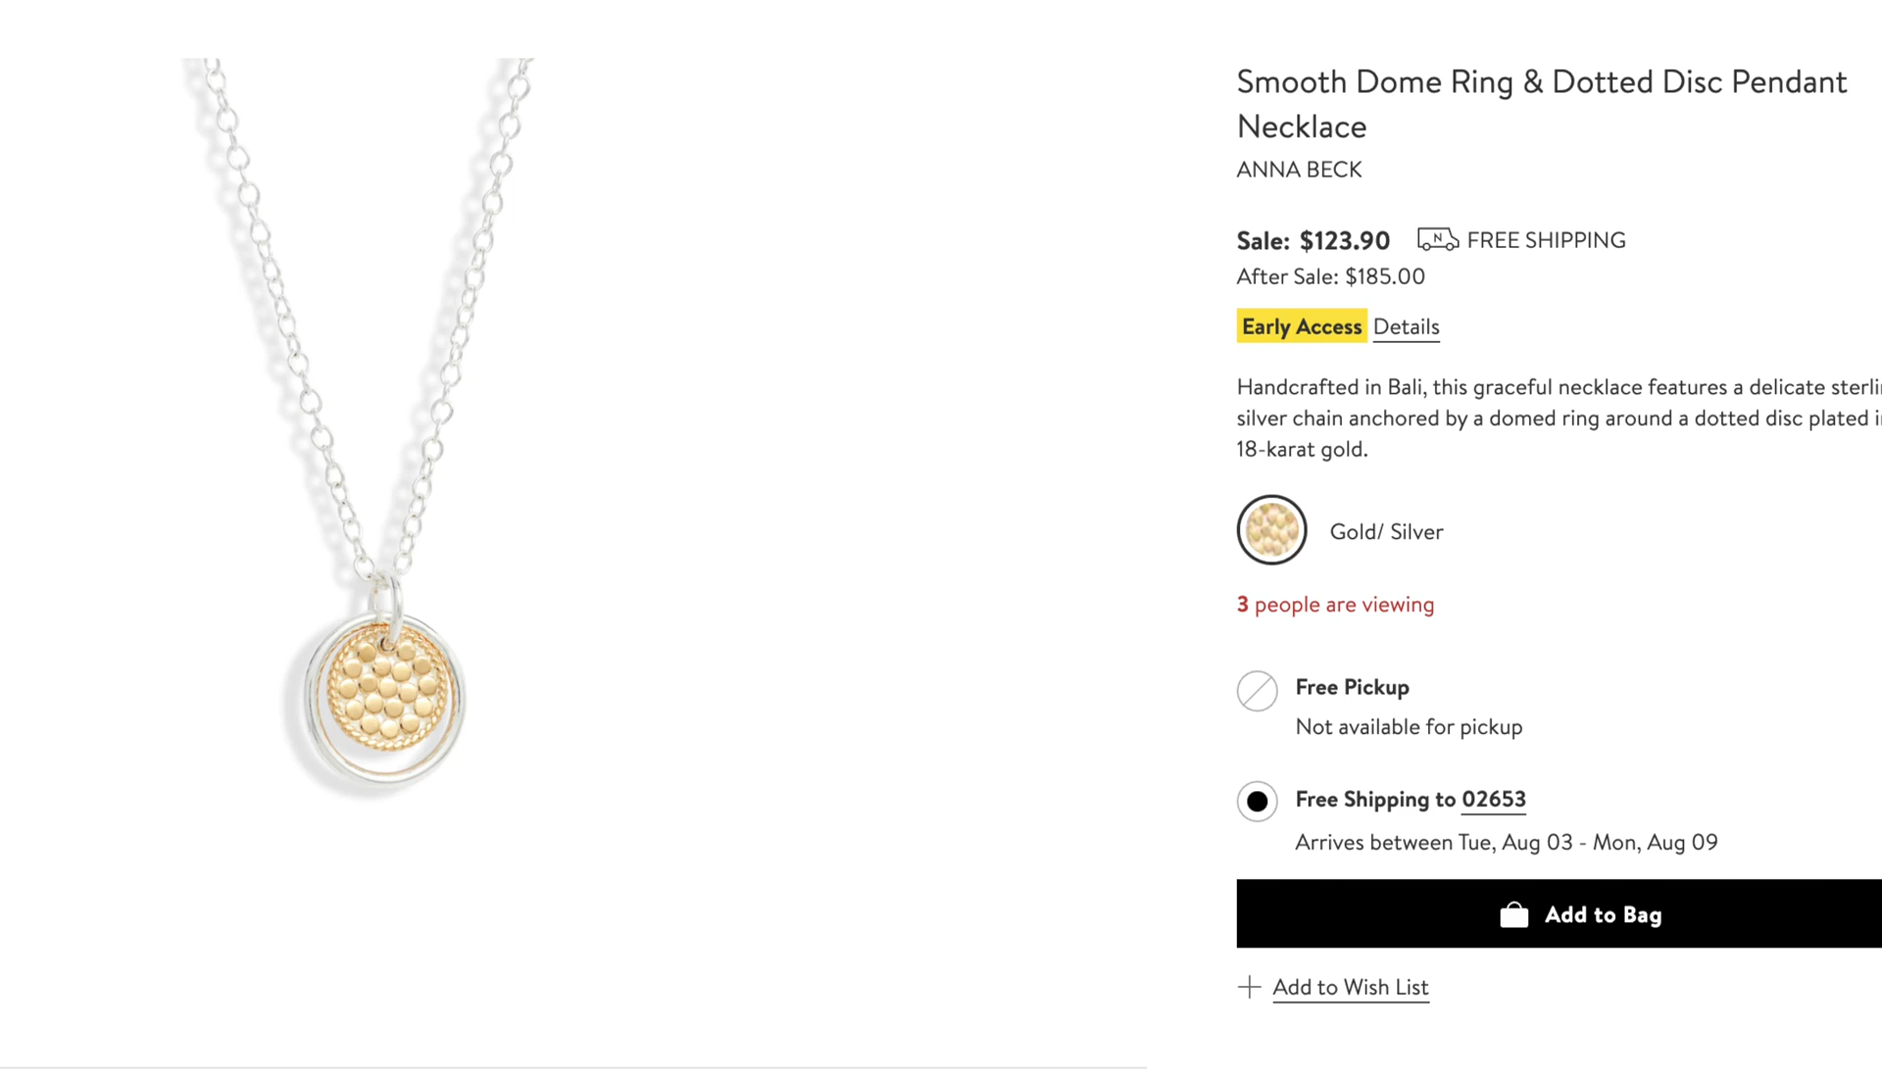 Smooth Dome Ring & Dotted Disc Pendant
Necklace
ANNA BECK
Sale: $123.90 N FREE SHIPPING
After Sale: $185.00
Early Access Details
Handcrafted in Bali, this graceful necklace features a delicate
silver chain anchored by a domed ring around a dotted disc plated
18-karat gold.
Gold/ Silver
3 people are viewing
Free Pickup
Not available for pickup
Free Shipping to 02653
Arrives between Tue, Aug 03 - Mon, Aug 09
Add to Bag
Add to Wish List